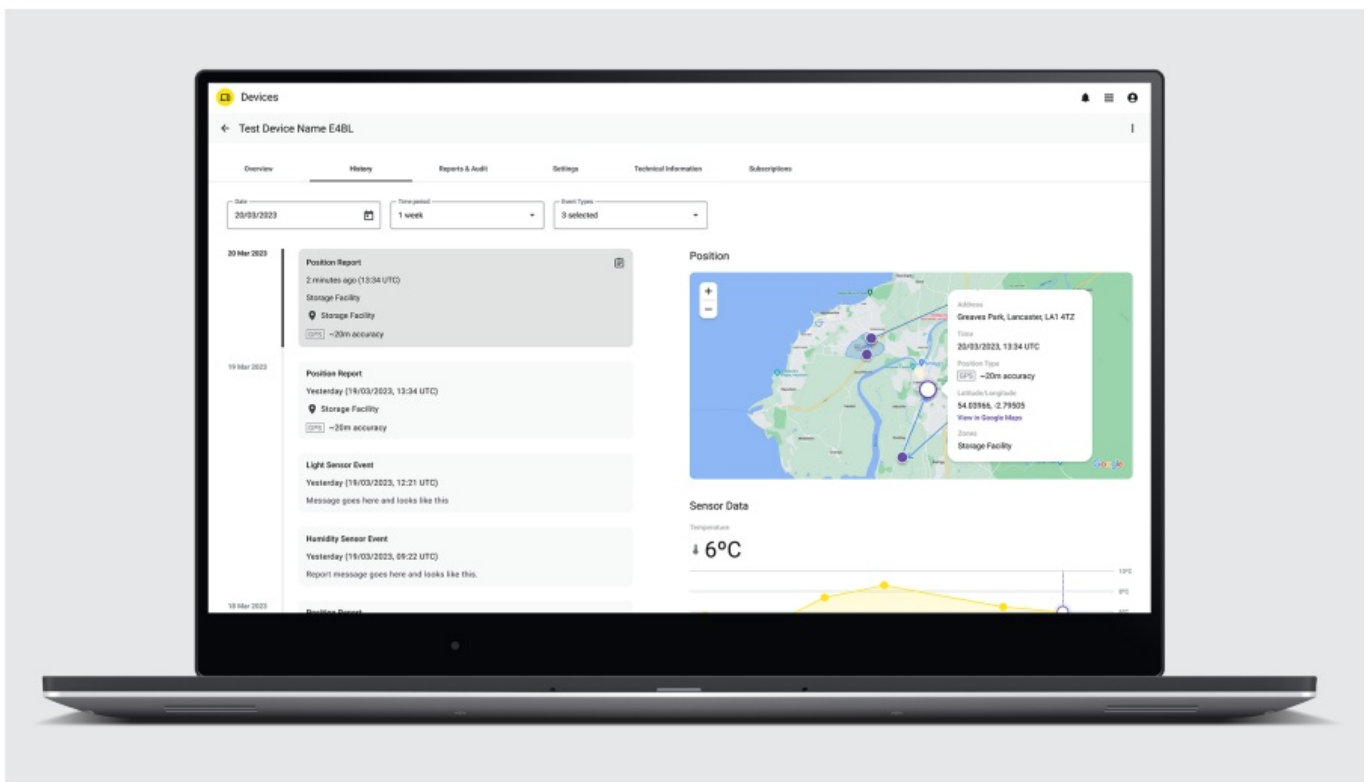 Devices
Test Device Name E4BL
Overview
History
Reports & Audit
Settings
Technical Information
Subscriptions
Date
20/03/2023
Time period
1 week
Event Types
3 selected
20 Mar 2023
Position Report
2 minutes ago (13:34 UTC)
Storage Facility
Storage Facility
GPS ~20m accuracy
19 Mar 2023
Position Report
Yesterday (19/03/2023, 13:34 UTC)
Storage Facility
GPS ~20m accuracy
Light Sensor Event
Yesterday (19/03/2023, 12:21 UTC)
Message goes here and looks like this
Humidity Sensor Event
Yesterday (19/03/2023, 09:22 UTC)
Report message goes here and looks like this.
18 Mar 2023
Position Report
Position
+
−
Address
Greaves Park, Lancaster, LA1 4TZ
Time
20/03/2023, 13:34 UTC
Position Type
GPS ~20m accuracy
Latitude/Longitude
54.03966, -2.79505
View in Google Maps
Zones
Storage Facility
Google
Sensor Data
Temperature
6ºC
10ºC
8ºC
6ºC